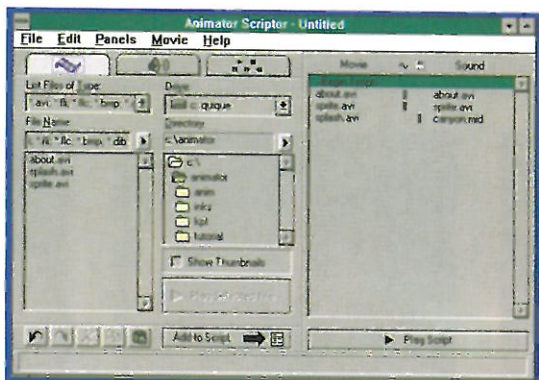 Animator Scriptor - Untitled
File Edit Panels Movie Help
List Files of Type:
File Name:
*.bmp *.dib
about.avi
splash.avi
sprite.avi
Drive
c: quique
Directory
c:\animator
c:\
animator
anim
inks
tutorial
Show Thumbnails
Add to Script
Movie Sound
about.avi about.avi
sprite.avi sprite.avi
splash.avi canyon.mid
Play Script